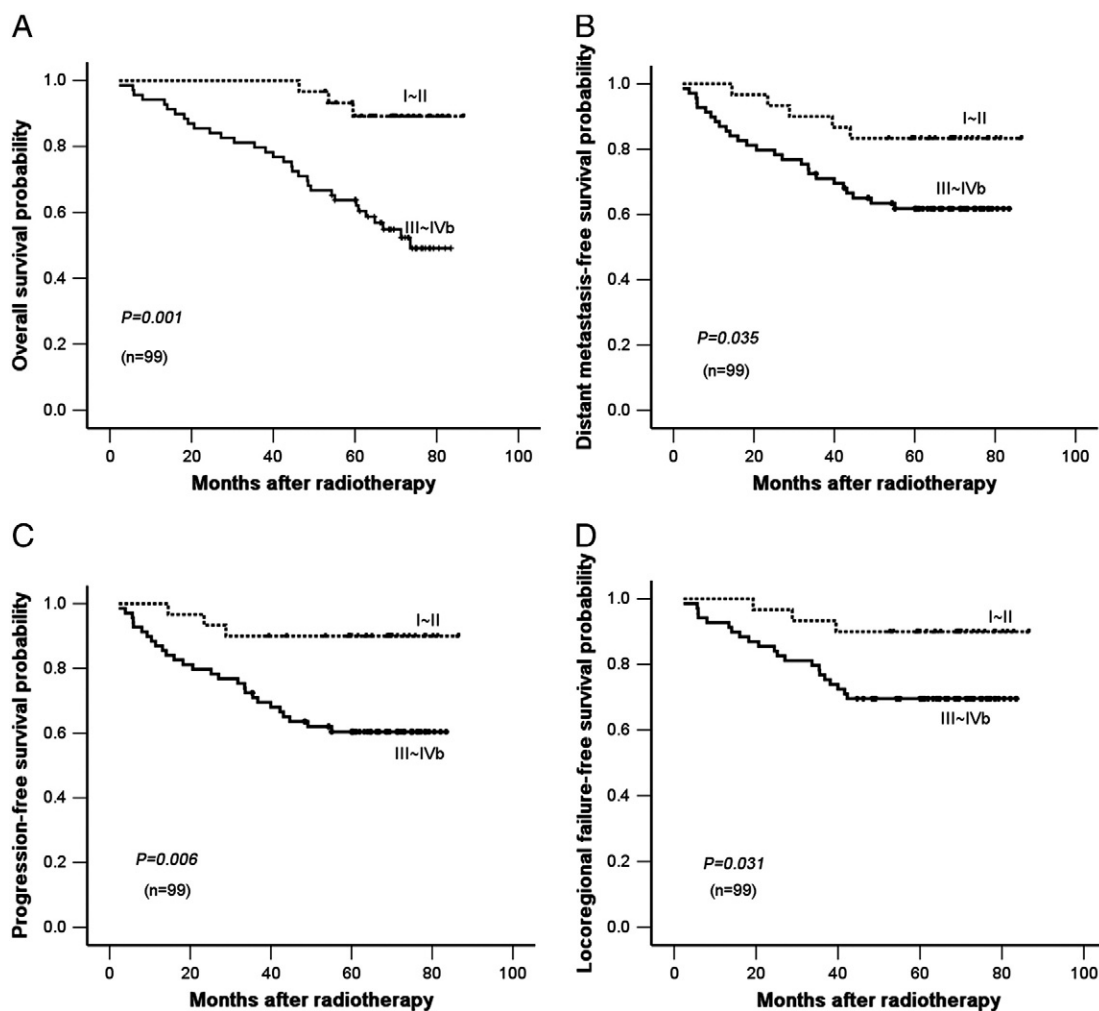 A
Overall survival probability
1.0
0.8
0.6
0.4
0.2
0.0
I~II
III~IVb
P=0.001
(n=99)
0 20 40 60 80 100
Months after radiotherapy
B
Distant metastasis-free survival probability
1.0
0.8
0.6
0.4
0.2
0.0
I~II
III~IVb
P=0.035
(n=99)
0 20 40 60 80 100
Months after radiotherapy
C
Progression-free survival probability
1.0
0.8
0.6
0.4
0.2
0.0
I~II
III~IVb
P=0.006
(n=99)
0 20 40 60 80 100
Months after radiotherapy
D
Locoregional failure-free survival probability
1.0
0.8
0.6
0.4
0.2
0.0
I~II
III~IVb
P=0.031
(n=99)
0 20 40 60 80 100
Months after radiotherapy